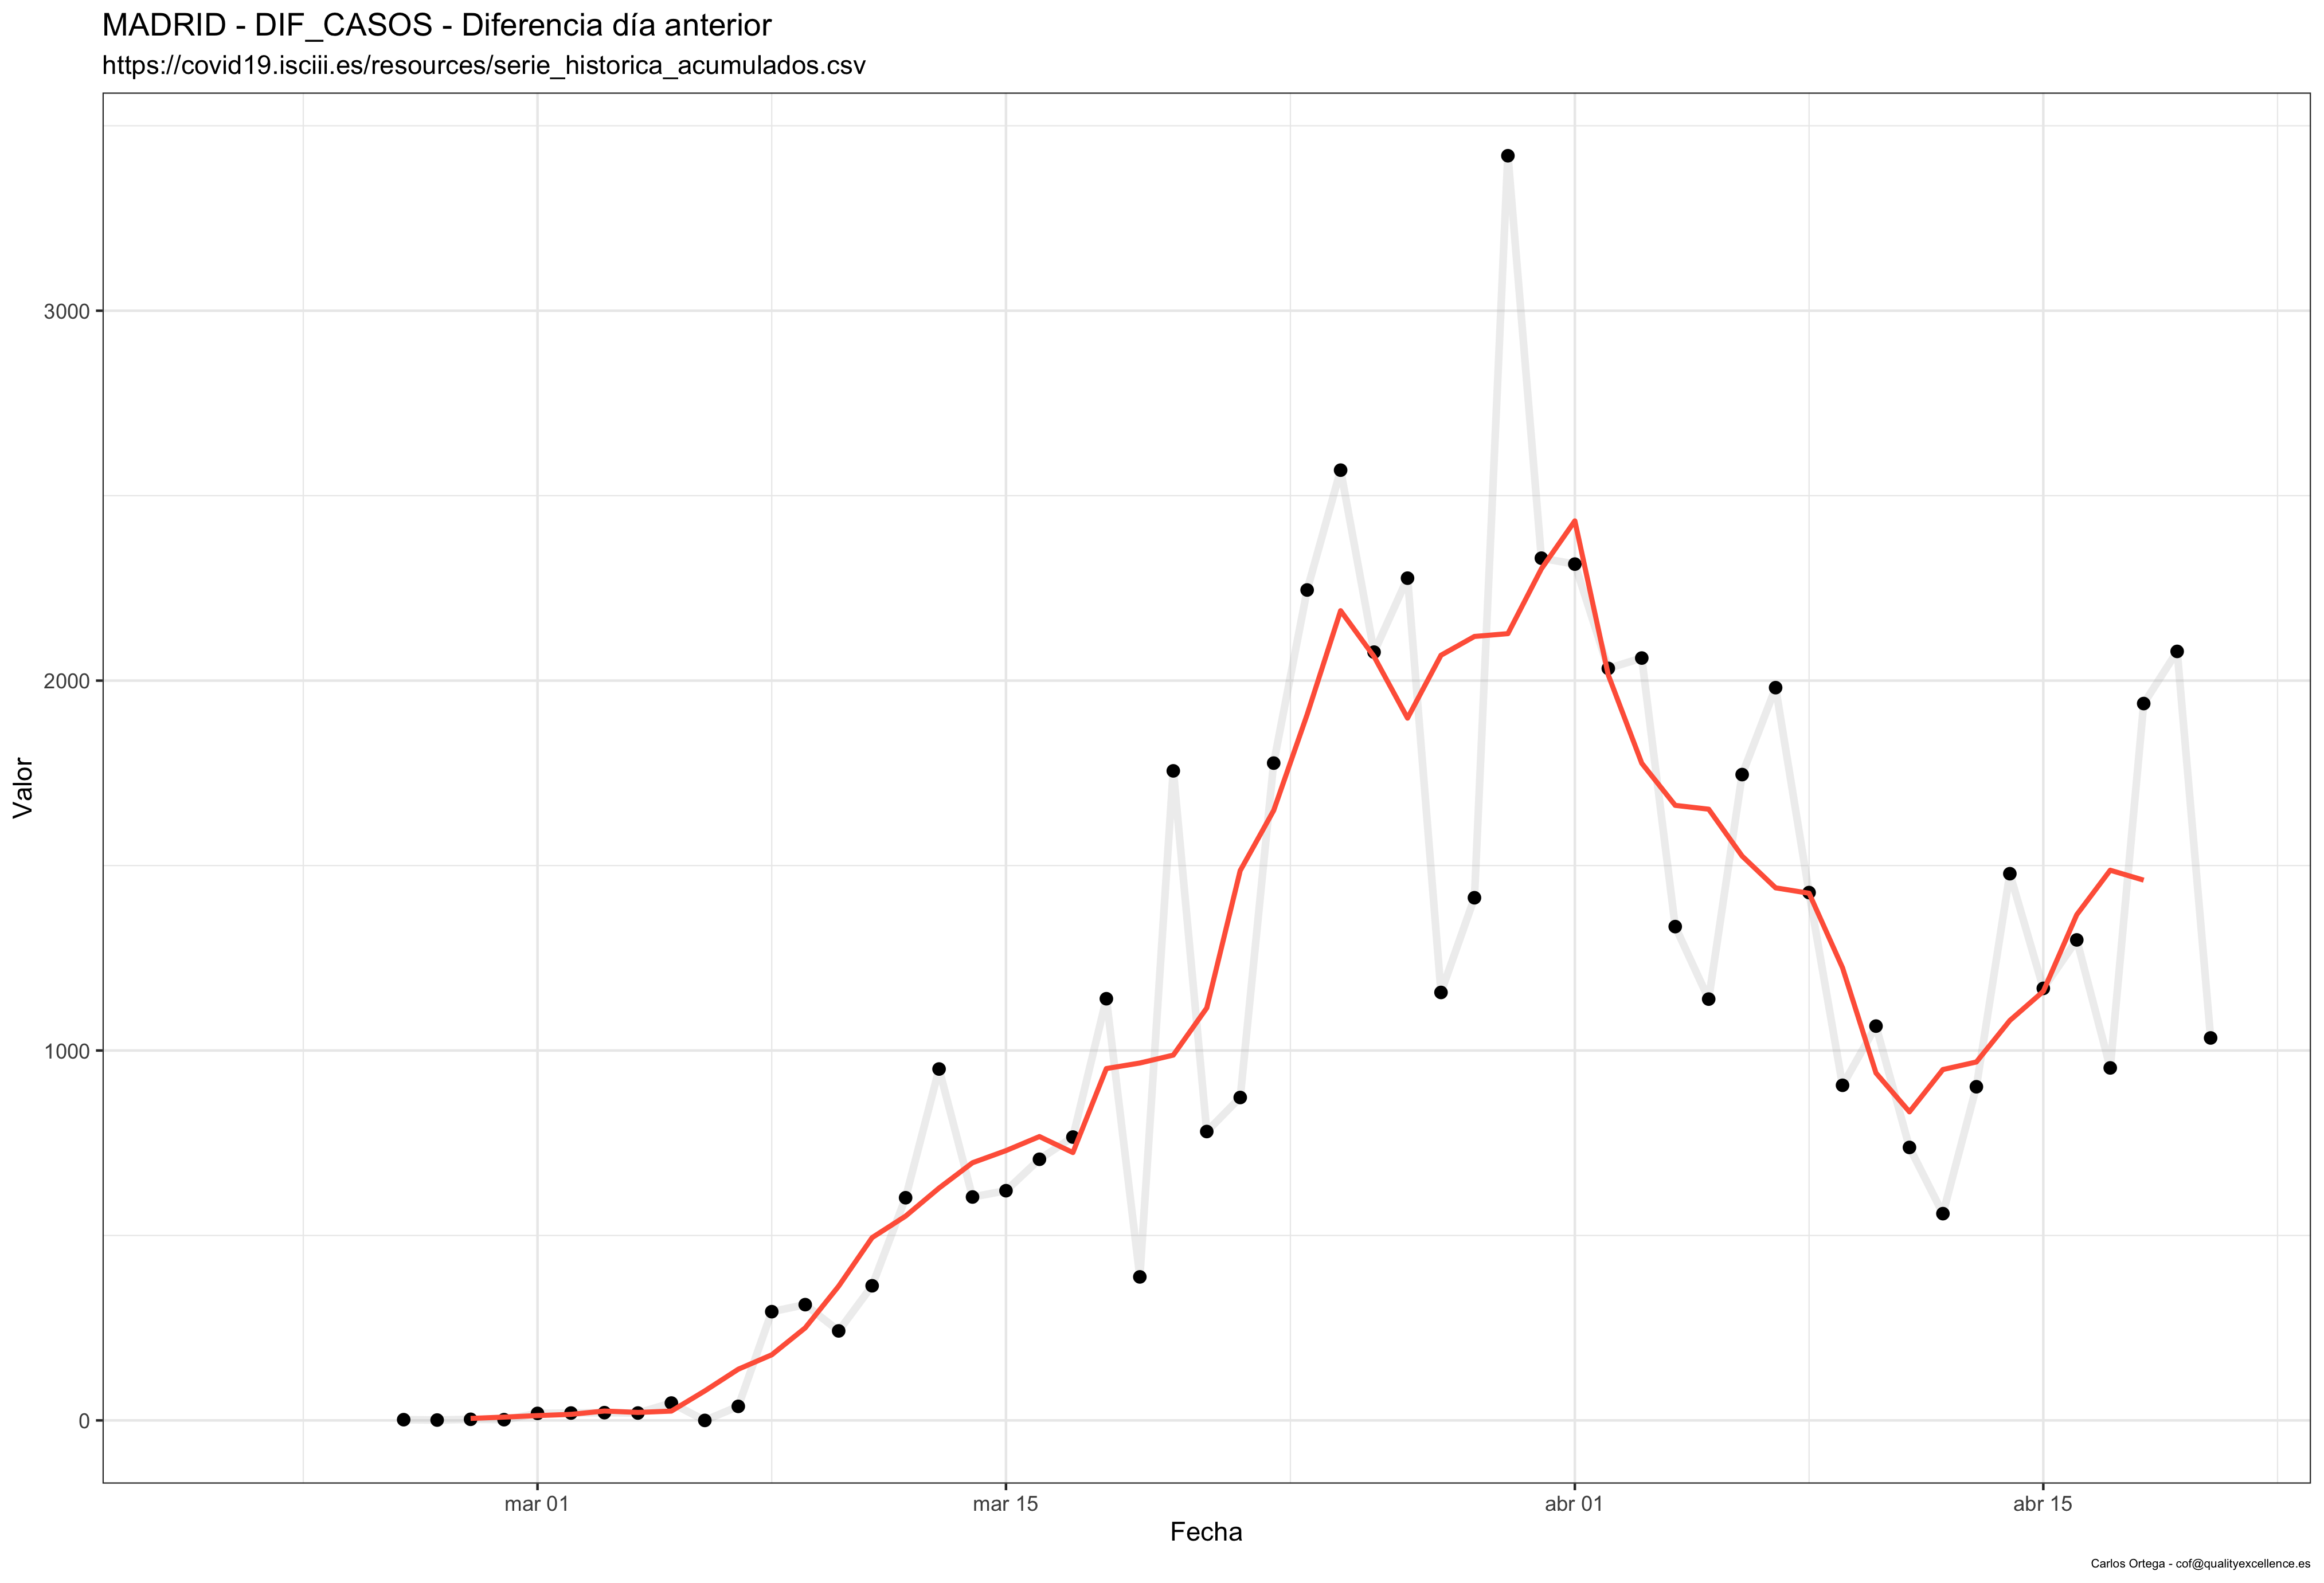 MADRID - DIF_CASOS - Diferencia día anterior
https://covid19.isciii.es/resources/serie_historica_acumulados.csv
Valor
3000
2000
1000
0
mar 01
mar 15
abr 01
abr 15
Fecha
Carlos Ortega - cof@qualityexcellence.es